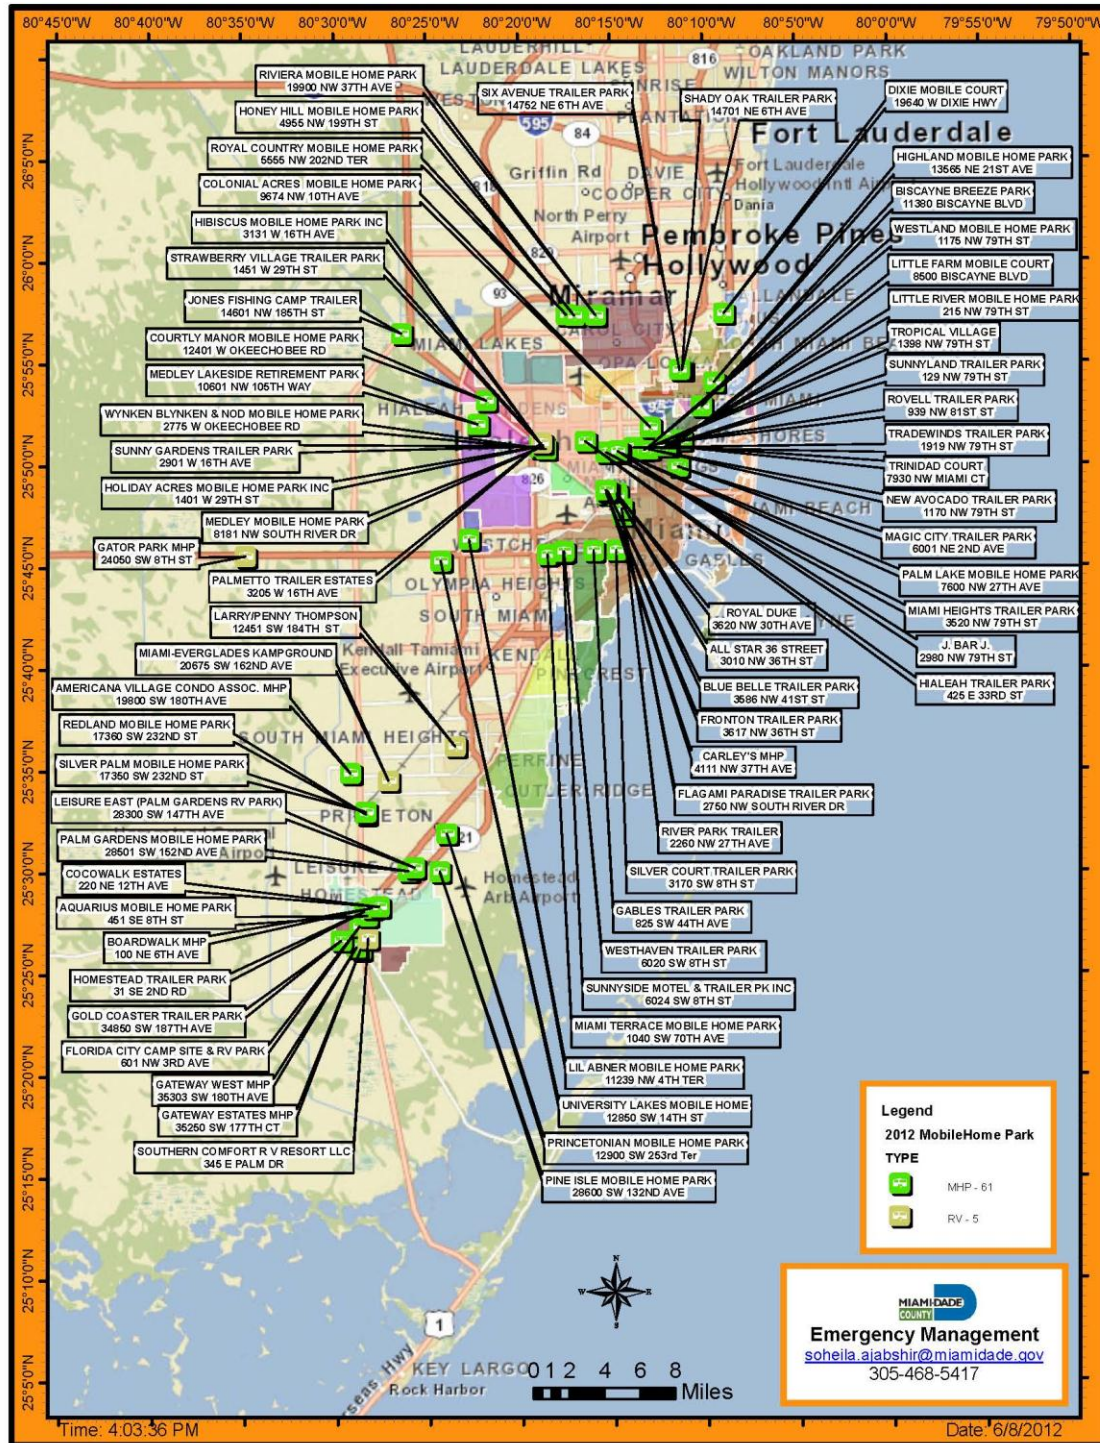 80°45'0"W 80°40'0"W 80°35'0"W 80°30'0"W 80°25'0"W 80°20'0"W 80°15'0"W 80°10'0"W 80°5'0"W 80°0'0"W 79°55'0"W 79°50'0"W
26°5'0"N
26°0'0"N
25°55'0"N
25°50'0"N
25°45'0"N
25°40'0"N
25°35'0"N
25°30'0"N
25°25'0"N
25°20'0"N
25°15'0"N
25°10'0"N
25°5'0"N
RIVIERA MOBILE HOME PARK
19900 NW 37TH AVE
HONEY HILL MOBILE HOME PARK
4955 NW 199TH ST
ROYAL COUNTRY MOBILE HOME PARK
5555 NW 202ND TER
COLONIAL ACRES MOBILE HOME PARK
9674 NW 10TH AVE
HIBISCUS MOBILE HOME PARK INC
3131 W 16TH AVE
STRAWBERRY VILLAGE TRAILER PARK
1451 W 29TH ST
JONES FISHING CAMP TRAILER
14601 NW 185TH ST
COURTLY MANOR MOBILE HOME PARK
12401 W OKEECHOBEE RD
MEDLEY LAKESIDE RETIREMENT PARK
10601 NW 105TH WAY
WYNKEN BLYNKEN & NOD MOBILE HOME PARK
2775 W OKEECHOBEE RD
SUNNY GARDENS TRAILER PARK
2901 W 16TH AVE
HOLIDAY ACRES MOBILE HOME PARK INC
1401 W 29TH ST
MEDLEY MOBILE HOME PARK
8181 NW SOUTH RIVER DR
GATOR PARK MHP
24050 SW 8TH ST
PALMETTO TRAILER ESTATES
3205 W 16TH AVE
LARRY/PENNY THOMPSON
12451 SW 184TH ST
MIAMI-EVERGLADES KAMPGROUND
20675 SW 162ND AVE
AMERICANA VILLAGE CONDO ASSOC. MHP
19800 SW 180TH AVE
REDLAND MOBILE HOME PARK
17360 SW 232ND ST
SILVER PALM MOBILE HOME PARK
17350 SW 232ND ST
LEISURE EAST (PALM GARDENS RV PARK)
28300 SW 147TH AVE
PALM GARDENS MOBILE HOME PARK
28501 SW 152ND AVE
COCOWALK ESTATES
220 NE 12TH AVE
AQUARIUS MOBILE HOME PARK
451 SE 8TH ST
BOARDWALK MHP
100 NE 6TH AVE
HOMESTEAD TRAILER PARK
31 SE 2ND RD
GOLD COASTER TRAILER PARK
34850 SW 187TH AVE
FLORIDA CITY CAMP SITE & RV PARK
601 NW 3RD AVE
GATEWAY WEST MHP
35303 SW 180TH AVE
GATEWAY ESTATES MHP
35250 SW 177TH CT
SOUTHERN COMFORT R V RESORT LLC
345 E PALM DR
SIX AVENUE TRAILER PARK
14752 NE 6TH AVE
SHADY OAK TRAILER PARK
14701 NE 6TH AVE
DIXIE MOBILE COURT
19640 W DIXIE HWY
HIGHLAND MOBILE HOME PARK
13565 NE 21ST AVE
BISCAYNE BREEZE PARK
11380 BISCAYNE BLVD
WESTLAND MOBILE HOME PARK
1175 NW 79TH ST
LITTLE FARM MOBILE COURT
8500 BISCAYNE BLVD
LITTLE RIVER MOBILE HOME PARK
215 NW 79TH ST
TROPICAL VILLAGE
1398 NW 79TH ST
SUNNYLAND TRAILER PARK
129 NW 79TH ST
ROVELL TRAILER PARK
939 NW 81ST ST
TRADEWINDS TRAILER PARK
1919 NW 79TH ST
TRINIDAD COURT
7930 NW MIAMI CT
NEW AVOCADO TRAILER PARK
1170 NW 79TH ST
MAGIC CITY TRAILER PARK
6001 NE 2ND AVE
PALM LAKE MOBILE HOME PARK
7600 NW 27TH AVE
MIAMI HEIGHTS TRAILER PARK
3520 NW 79TH ST
J. BAR J.
2980 NW 79TH ST
HIALEAH TRAILER PARK
425 E 33RD ST
ROYAL DUKE
3620 NW 30TH AVE
ALL STAR 36 STREET
3010 NW 36TH ST
BLUE BELLE TRAILER PARK
3586 NW 41ST ST
FRONTON TRAILER PARK
3617 NW 36TH ST
CARLEY'S MHP
4111 NW 37TH AVE
FLAGAMI PARADISE TRAILER PARK
2750 NW SOUTH RIVER DR
RIVER PARK TRAILER
2260 NW 27TH AVE
SILVER COURT TRAILER PARK
3170 SW 8TH ST
GABLES TRAILER PARK
825 SW 44TH AVE
WESTHAVEN TRAILER PARK
6020 SW 8TH ST
SUNNYSIDE MOTEL & TRAILER PK INC
6024 SW 8TH ST
MIAMI TERRACE MOBILE HOME PARK
1040 SW 70TH AVE
LIL ABNER MOBILE HOME PARK
11239 NW 4TH TER
UNIVERSITY LAKES MOBILE HOME
12850 SW 14TH ST
PRINCETONIAN MOBILE HOME PARK
12900 SW 253rd Ter
PINE ISLE MOBILE HOME PARK
28600 SW 132ND AVE
LAUDERHILL
LAUDERDALE LAKES
816
OAKLAND PARK
WILTON MANORS
SUNRISE
PLANTATION
595
84
Fort Lauderdale
Griffin Rd
DAVIE
COOPER CITY
Fort Lauderdale
Hollywood Intl
Dania
North Perry
Airport
Pembroke Pines
820
Hollywood
93
Miramar
MIAMI LAKES
HIALEAH
826
OLYMPIA HEIGHTS
SOUTH MIAMI
Kendall Tamiami
Executive Airport
SOUTH MIAMI HEIGHTS
PERRINE
CUTLER RIDGE
HOMESTEAD
Homestead
Arb Airport
1
KEY LARGO
Rock Harbor
Legend
2012 MobileHome Park
TYPE
MHP - 61
RV - 5
N
W E
S
MIAMI-DADE
COUNTY
Emergency Management
soheila.ajabshir@miamidade.gov
305-468-5417
0 1 2 4 6 8
Miles
Time: 4:03:36 PM
Date: 6/8/2012